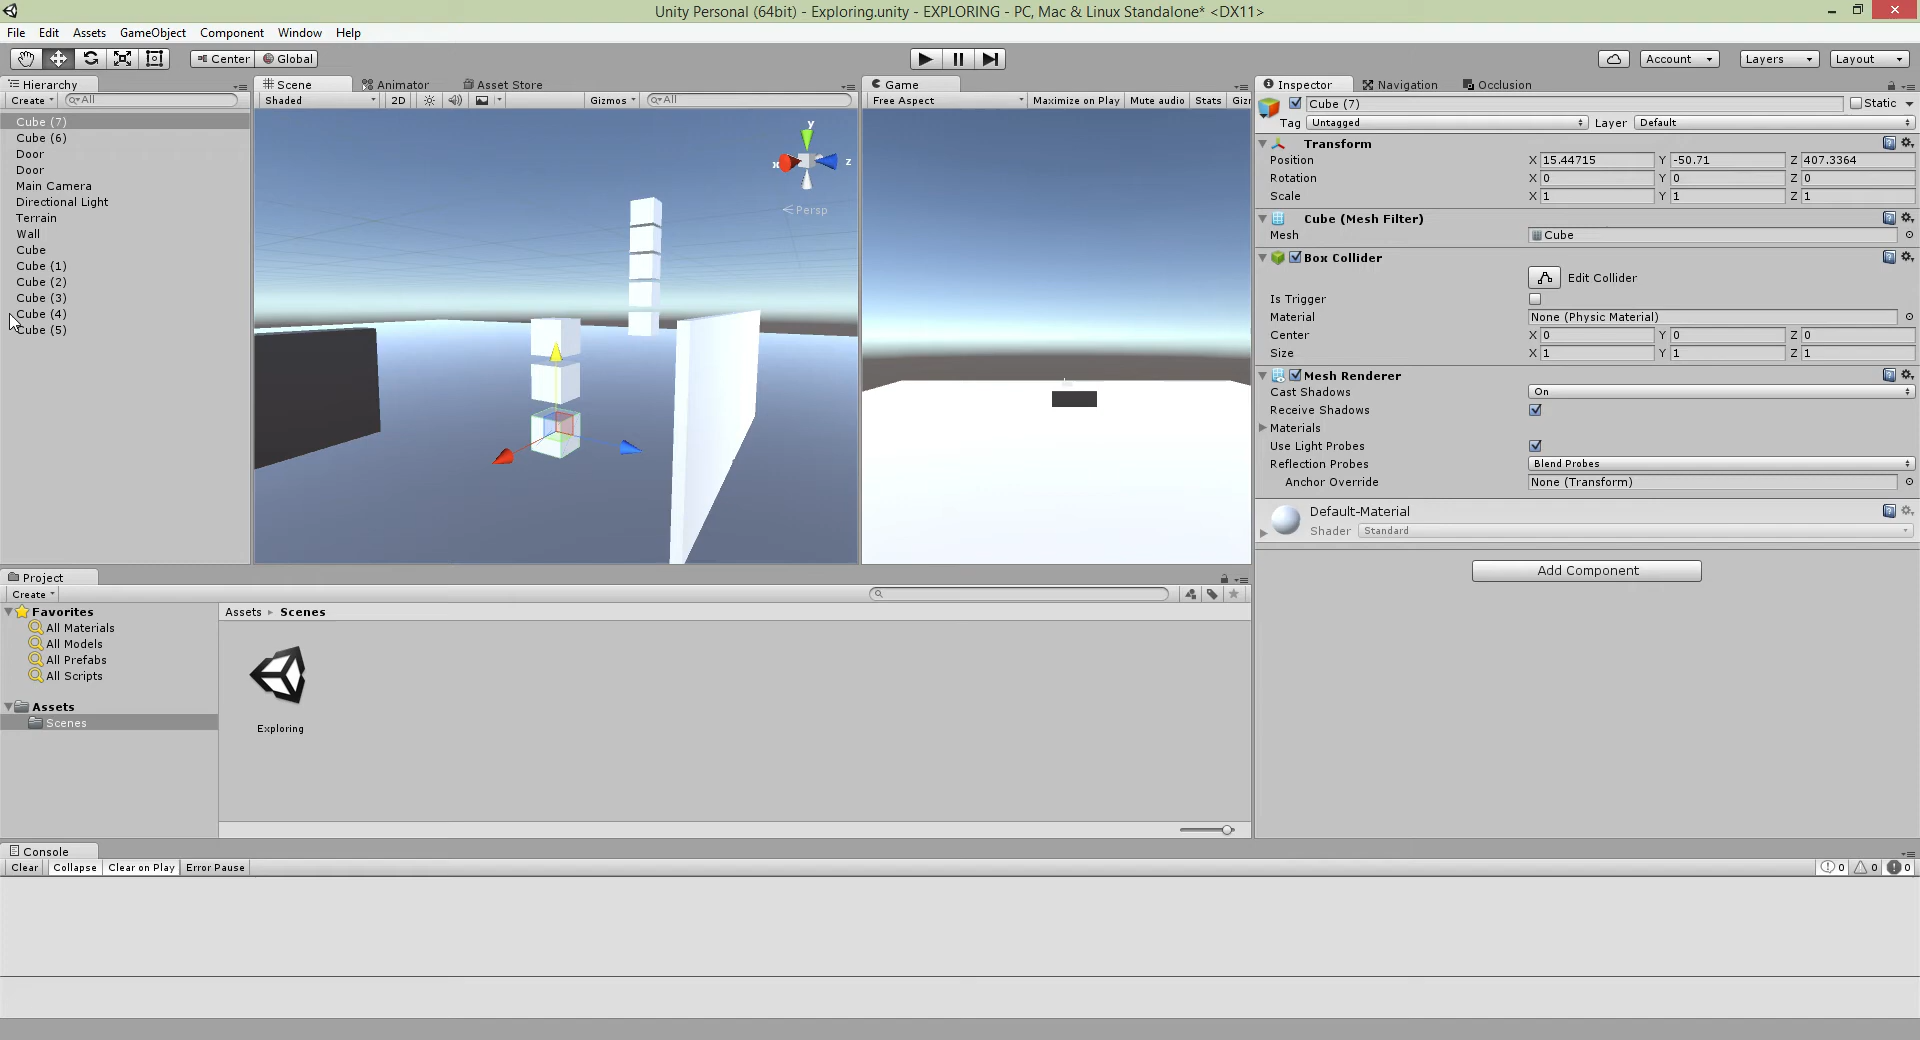 Unity Personal (64bit) - Exploring.unity - EXPLORING - PC, Mac & Linux Standalone* <DX11>
File Edit Assets GameObject Component Window Help
Center Global Account Layers Layout
Hierarchy
Create All
Cube (7)
Cube (6)
Door
Door
Main Camera
Directional Light
Terrain
Wall
Cube
Cube (1)
Cube (2)
Cube (3)
Cube (4)
Cube (5)
Scene Animator Asset Store
Shaded 2D Gizmos All
y
x z
Persp
Game
Free Aspect Maximize on Play Mute audio Stats Giz
Inspector Navigation Occlusion
Cube (7) Static
Tag Untagged Layer Default
Transform
Position X 15.44715 Y -50.71 Z 407.3364
Rotation X 0 Y 0 Z 0
Scale X 1 Y 1 Z 1
Cube (Mesh Filter)
Mesh Cube
Box Collider
Edit Collider
Is Trigger
Material None (Physic Material)
Center X 0 Y 0 Z 0
Size X 1 Y 1 Z 1
Mesh Renderer
Cast Shadows On
Receive Shadows
Materials
Use Light Probes
Reflection Probes Blend Probes
Anchor Override None (Transform)
Default-Material
Shader Standard
Add Component
Project
Create
Favorites
All Materials
All Models
All Prefabs
All Scripts
Assets
Scenes
Assets Scenes
Exploring
Console
Clear Collapse Clear on Play Error Pause 0 0 0